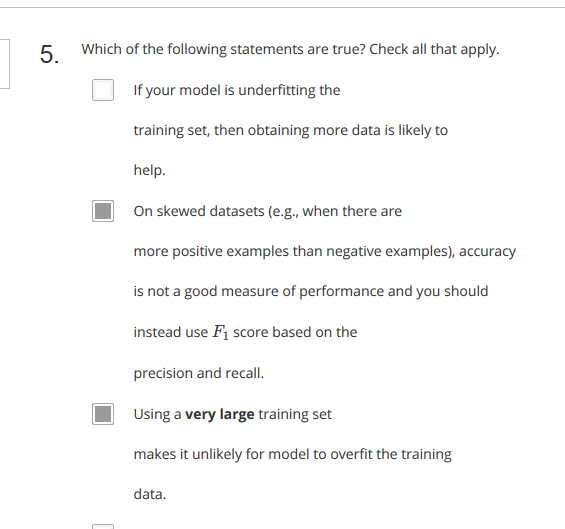 5. Which of the following statements are true? Check all that apply.
If your model is underfitting the
training set, then obtaining more data is likely to
help.
On skewed datasets (e.g., when there are
more positive examples than negative examples), accuracy
is not a good measure of performance and you should
instead use F₁ score based on the
precision and recall.
Using a very large training set
makes it unlikely for model to overfit the training
data.